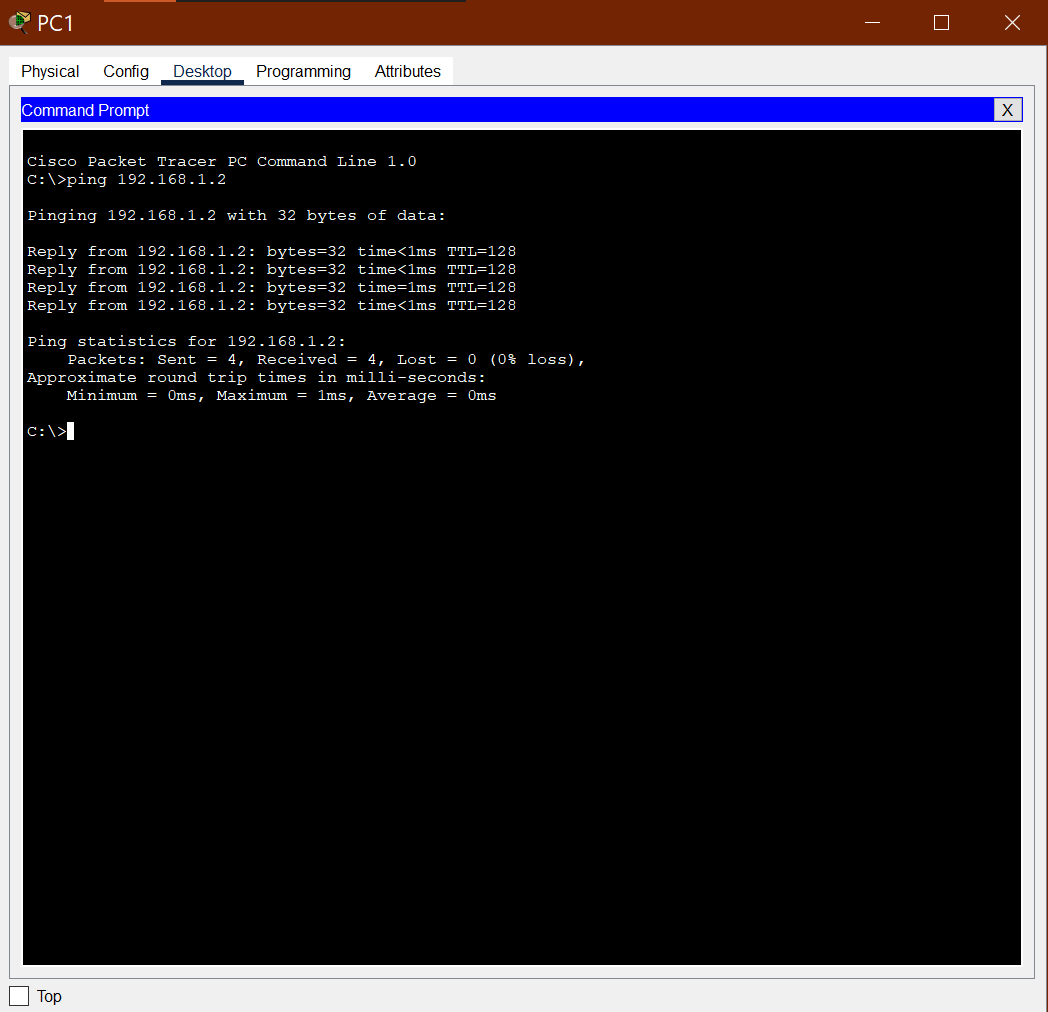 PC1
Physical Config Desktop Programming Attributes
Command Prompt X
Cisco Packet Tracer PC Command Line 1.0
C:\>ping 192.168.1.2
Pinging 192.168.1.2 with 32 bytes of data:
Reply from 192.168.1.2: bytes=32 time<1ms TTL=128
Reply from 192.168.1.2: bytes=32 time<1ms TTL=128
Reply from 192.168.1.2: bytes=32 time=1ms TTL=128
Reply from 192.168.1.2: bytes=32 time<1ms TTL=128
Ping statistics for 192.168.1.2:
    Packets: Sent = 4, Received = 4, Lost = 0 (0% loss),
Approximate round trip times in milli-seconds:
    Minimum = 0ms, Maximum = 1ms, Average = 0ms
C:\>
Top